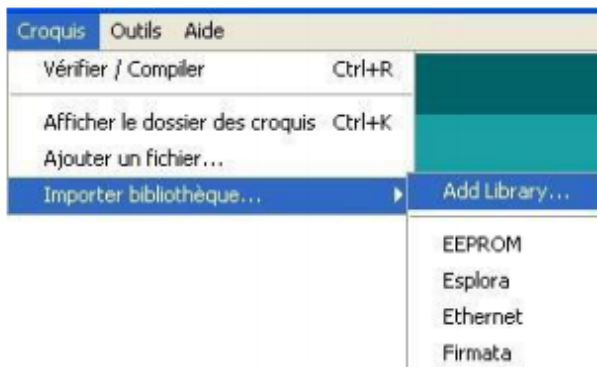 Croquis Outils Aide
Vérifier / Compiler Ctrl+R
Afficher le dossier des croquis Ctrl+K
Ajouter un fichier...
Importer bibliothèque...
Add Library...
EEPROM
Esplora
Ethernet
Firmata